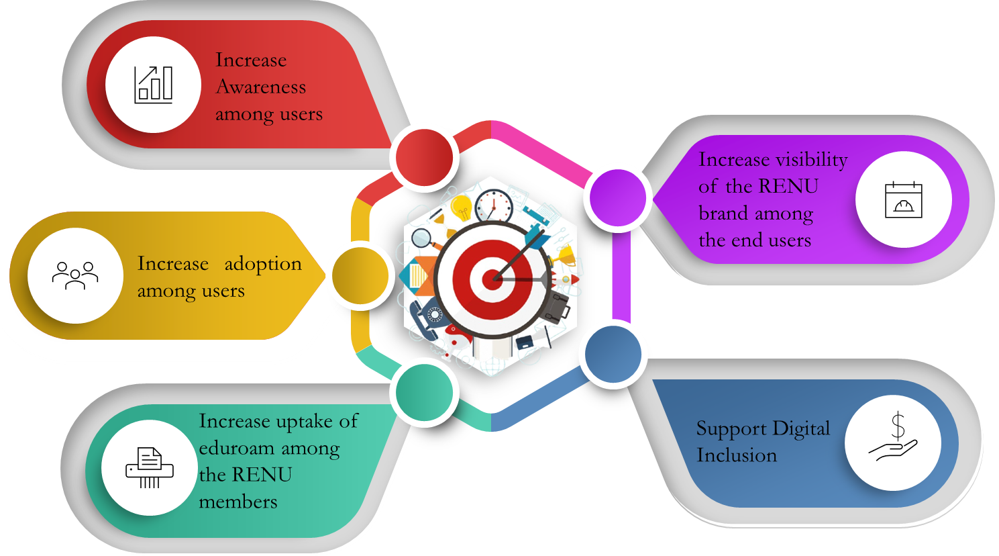 Increase
Awareness
among users
Increase adoption
among users
Increase uptake of
eduroam among
the RENU
members
Increase visibility
of the RENU
brand among
the end users
Support Digital
Inclusion
$